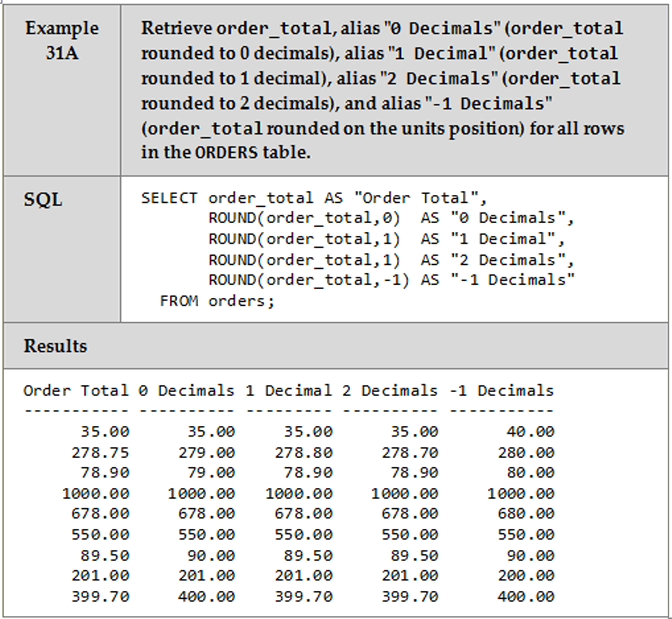 Example
31A
Retrieve order_total, alias "0 Decimals" (order_total
rounded to 0 decimals), alias "1 Decimal" (order_total
rounded to 1 decimal), alias "2 Decimals" (order_total
rounded to 2 decimals), and alias "-1 Decimals"
(order_total rounded on the units position) for all rows
in the ORDERS table.
SQL
SELECT order_total AS "Order Total",
ROUND(order_total,0) AS "0 Decimals",
ROUND(order_total,1) AS "1 Decimal",
ROUND(order_total,1) AS "2 Decimals",
ROUND(order_total,-1) AS "-1 Decimals"
FROM orders;
Results
Order Total 0 Decimals 1 Decimal 2 Decimals -1 Decimals
----------- ---------- --------- ---------- -----------
35.00 35.00 35.00 35.00 40.00
278.75 279.00 278.80 278.70 280.00
78.90 79.00 78.90 78.90 80.00
1000.00 1000.00 1000.00 1000.00 1000.00
678.00 678.00 678.00 678.00 680.00
550.00 550.00 550.00 550.00 550.00
89.50 90.00 89.50 89.50 90.00
201.00 201.00 201.00 201.00 200.00
399.70 400.00 399.70 399.70 400.00